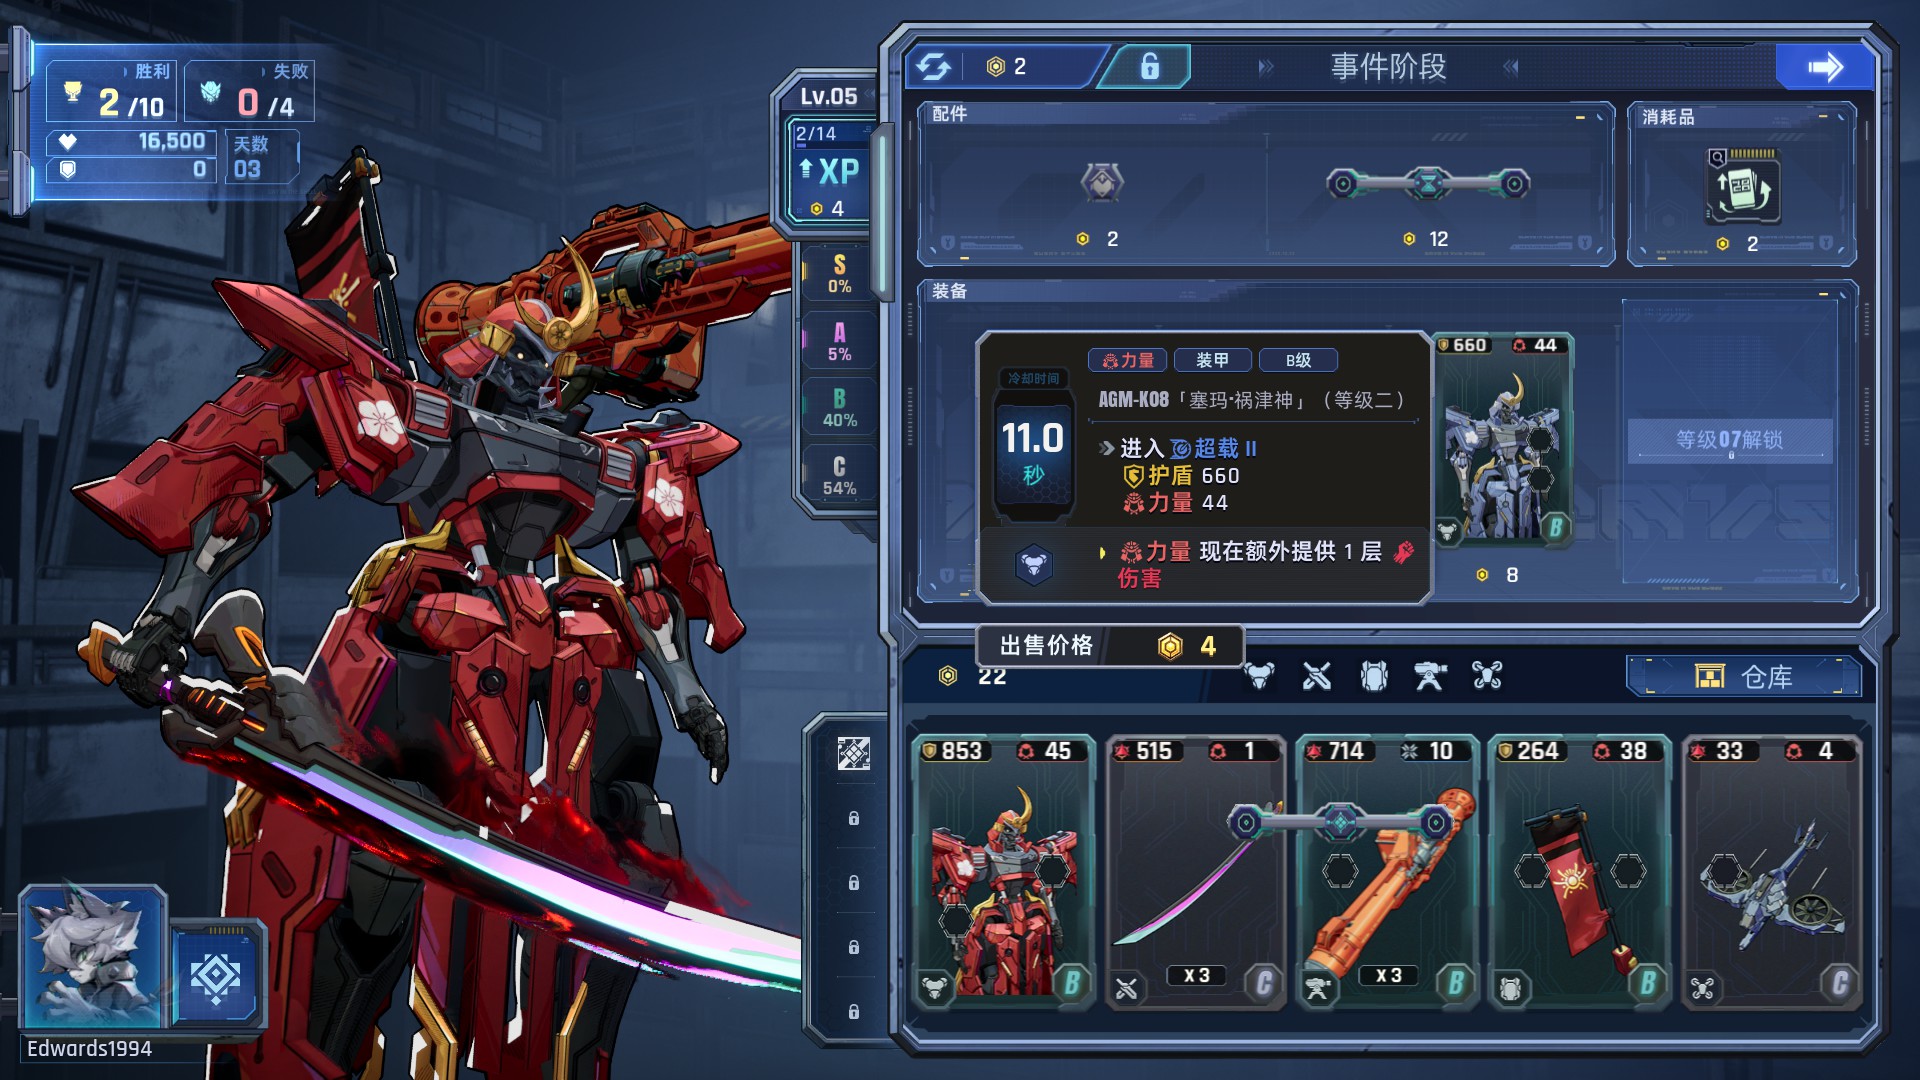 胜利
2/10
失败
0/4
16,500
0
天数
03
Lv.05
2/14
XP
4
S
0%
A
5%
B
40%
C
54%
2
事件阶段
配件
2
12
消耗品
2
装备
冷却时间
11.0
秒
力量
装甲
B级
AGM-K08「塞玛·祸津神」（等级二）
进入 超载 II
护盾 660
力量 44
力量 现在额外提供 1 层
伤害
660
44
B
8
等级07解锁
出售价格
4
22
仓库
853
45
B
515
1
x3
C
714
10
x3
B
264
38
B
33
4
C
Edwards1994